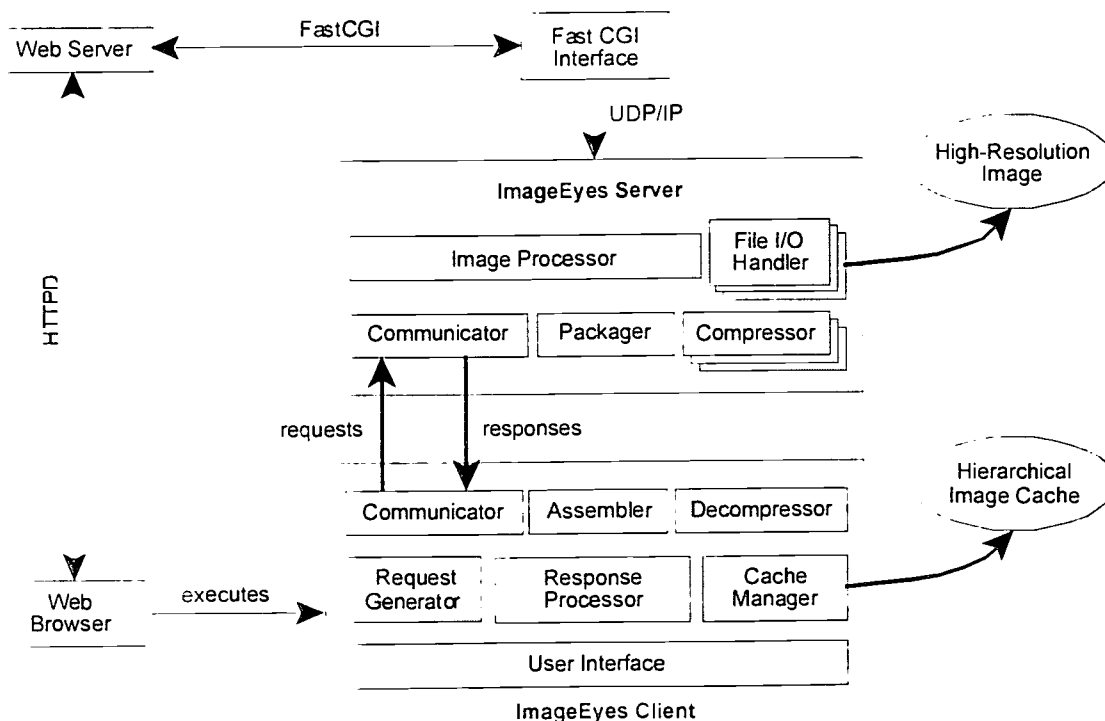 FastCGI
Web Server
Fast CGI
Interface
UDP/IP
High-Resolution
Image
ImageEyes Server
Image Processor
File I/O
Handler
HTTPD
Communicator
Packager
Compressor
requests
responses
Hierarchical
Image Cache
Communicator
Assembler
Decompressor
Web
Browser
executes
Request
Generator
Response
Processor
Cache
Manager
User Interface
ImageEyes Client